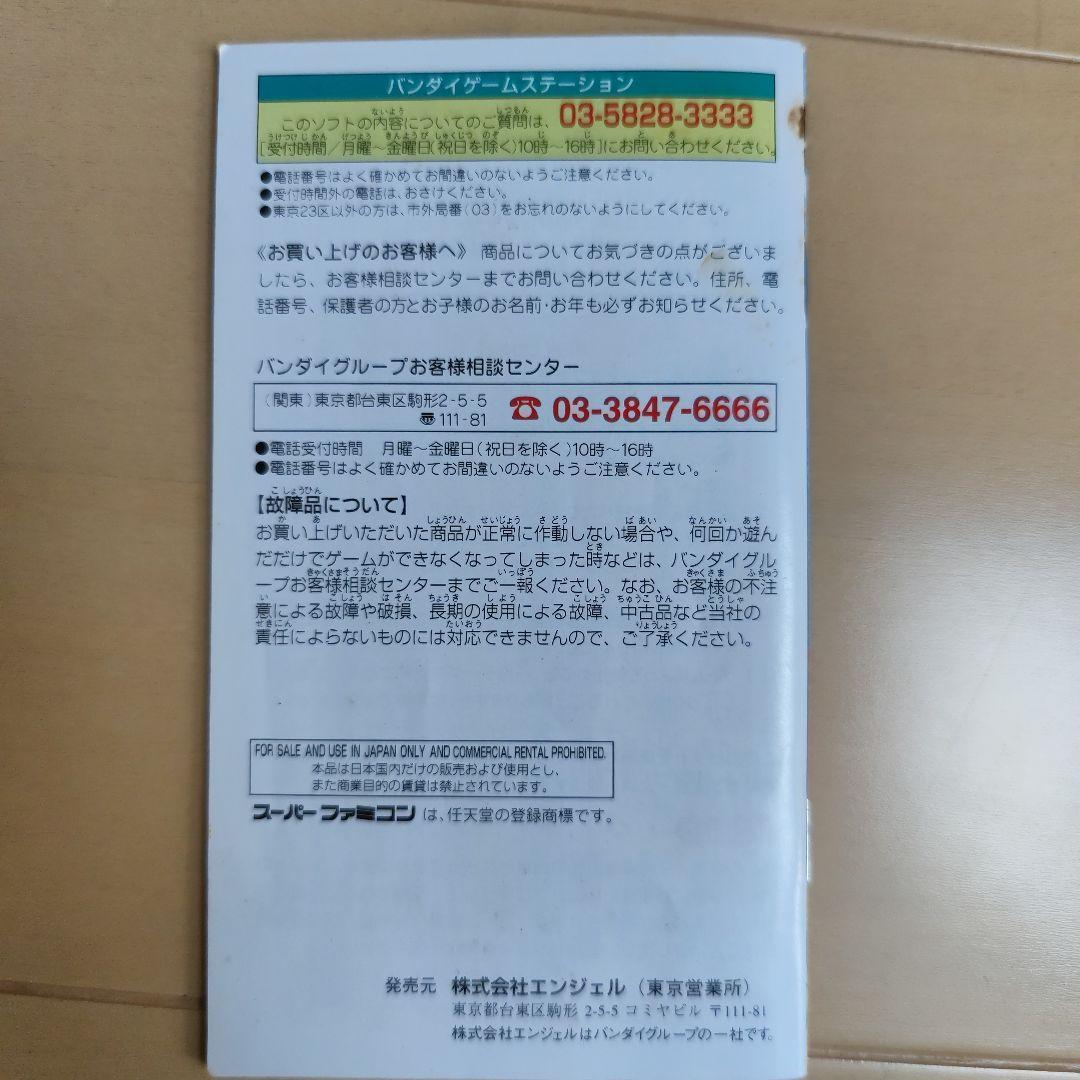 バンダイゲームステーション
このソフトの内容についてのご質問は、 03-5828-3333
[受付時間/月曜〜金曜日(祝日を除く)10時〜16時]にお問い合わせください。
●電話番号はよく確かめてお間違いのないようご注意ください。
●受付時間外の電話は、おさけください。
●東京23区以外の方は、市外局番(03)をお忘れのないようにしてください。
《お買い上げのお客様へ》 商品についてお気づきの点がございま
したら、お客様相談センターまでお問い合わせください。住所、電
話番号、保護者の方とお子様のお名前・お年も必ずお知らせください。
バンダイグループお客様相談センター
(関東)東京都台東区駒形2-5-5
〠111-81
☎ 03-3847-6666
●電話受付時間 月曜〜金曜日(祝日を除く)10時〜16時
●電話番号はよく確かめてお間違いのないようご注意ください。
【故障品について】
お買い上げいただいた商品が正常に作動しない場合や、何回か遊ん
だだけでゲームができなくなってしまった時などは、バンダイグル
ープお客様相談センターまでご一報ください。なお、お客様の不注
意による故障や破損、長期の使用による故障、中古品など当社の
責任によらないものには対応できませんので、ご了承ください。
FOR SALE AND USE IN JAPAN ONLY AND COMMERCIAL RENTAL PROHIBITED.
本品は日本国内だけの販売および使用とし、
また商業目的の賃貸は禁止されています。
スーパーファミコン は、任天堂の登録商標です。
発売元 株式会社エンジェル(東京営業所)
東京都台東区駒形 2-5-5 コミヤビル 〒111-81
株式会社エンジェルはバンダイグループの一社です。